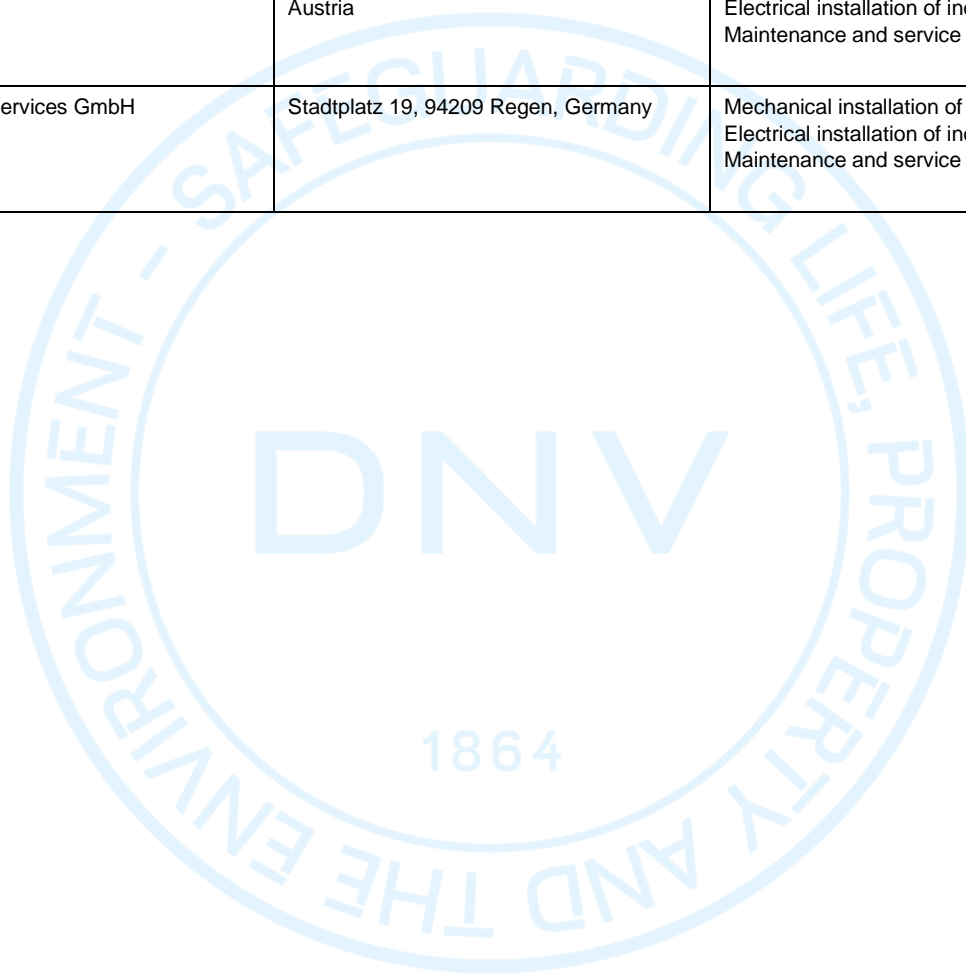 Austria
Electrical installation of in
Maintenance and service
ervices GmbH
Stadtplatz 19, 94209 Regen, Germany
Mechanical installation of
Electrical installation of in
Maintenance and service
SAFEGUARDING LIFE, PROPERTY AND THE ENVIRONMENT -
DNV
1864